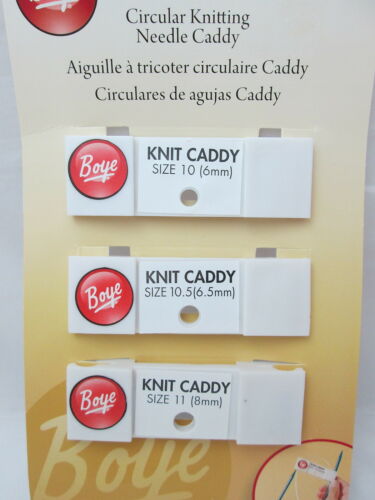 Circular Knitting
Needle Caddy
Aiguille à tricoter circulaire Caddy
Circulares de agujas Caddy
Boye
KNIT CADDY
SIZE 10 (6mm)
Boye
KNIT CADDY
SIZE 10.5(6.5mm)
Boye
KNIT CADDY
SIZE 11 (8mm)
Boye